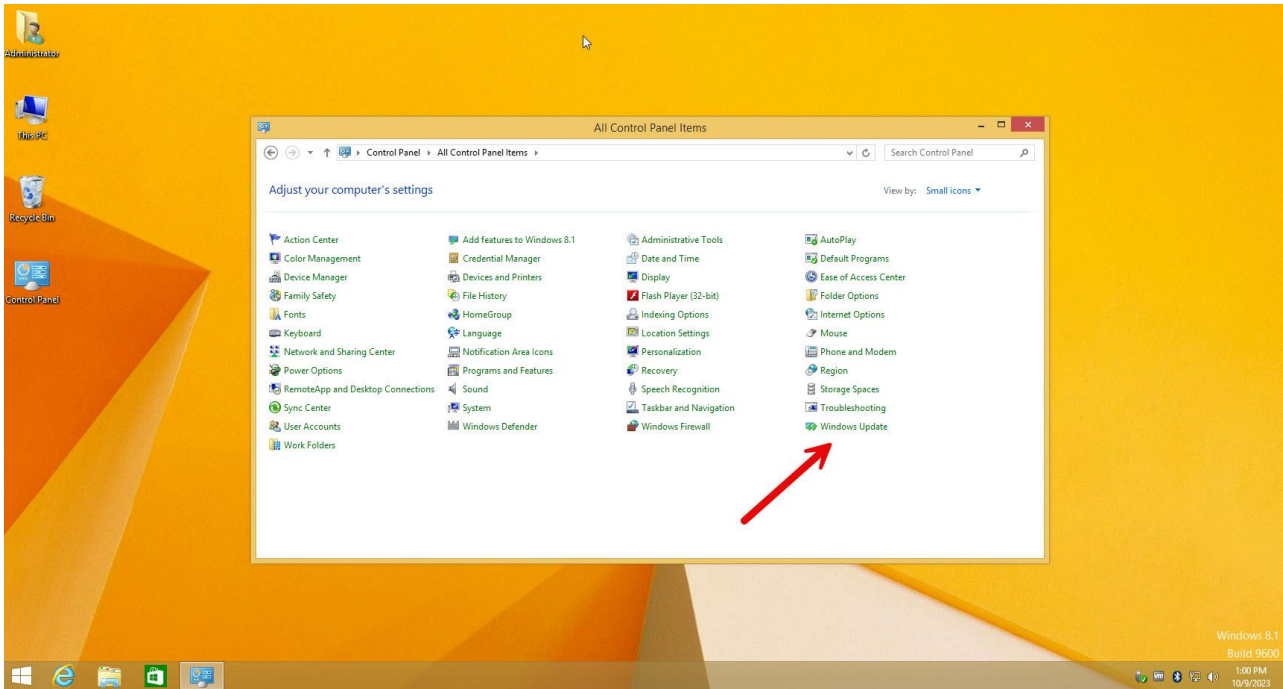 Administrator
This PC
Recycle Bin
Control Panel
All Control Panel Items
Control Panel All Control Panel Items
Search Control Panel
Adjust your computer's settings
View by: Small icons
Action Center
Add features to Windows 8.1
Administrative Tools
AutoPlay
Color Management
Credential Manager
Date and Time
Default Programs
Device Manager
Devices and Printers
Display
Ease of Access Center
Family Safety
File History
Flash Player (32-bit)
Folder Options
Fonts
HomeGroup
Indexing Options
Internet Options
Keyboard
Language
Location Settings
Mouse
Network and Sharing Center
Notification Area Icons
Personalization
Phone and Modem
Power Options
Programs and Features
Recovery
Region
RemoteApp and Desktop Connections
Sound
Speech Recognition
Storage Spaces
Sync Center
System
Taskbar and Navigation
Troubleshooting
User Accounts
Windows Defender
Windows Firewall
Windows Update
Work Folders
Windows 8.1
Build 9600
1:00 PM
10/9/2023